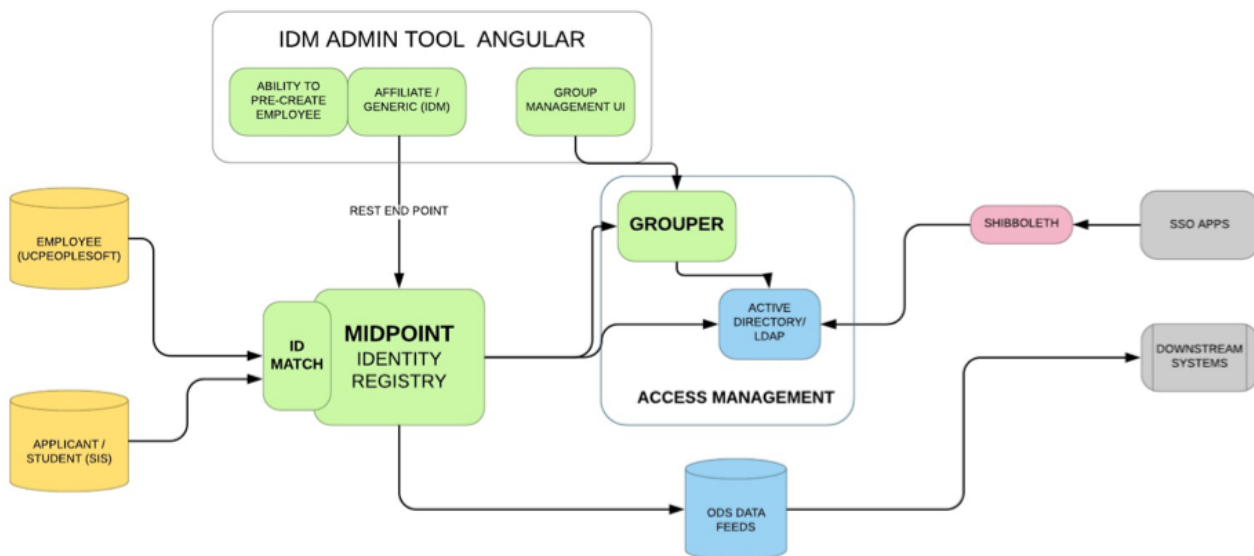 IDM ADMIN TOOL ANGULAR
ABILITY TO
PRE-CREATE
EMPLOYEE
AFFILIATE /
GENERIC (IDM)
GROUP
MANAGEMENT UI
REST END POINT
EMPLOYEE
(UCPEOPLESOFT)
APPLICANT /
STUDENT (SIS)
ID
MATCH
MIDPOINT
IDENTITY
REGISTRY
GROUPER
ACTIVE
DIRECTORY/
LDAP
ACCESS MANAGEMENT
SHIBBOLETH
SSO APPS
DOWNSTREAM
SYSTEMS
ODS DATA
FEEDS